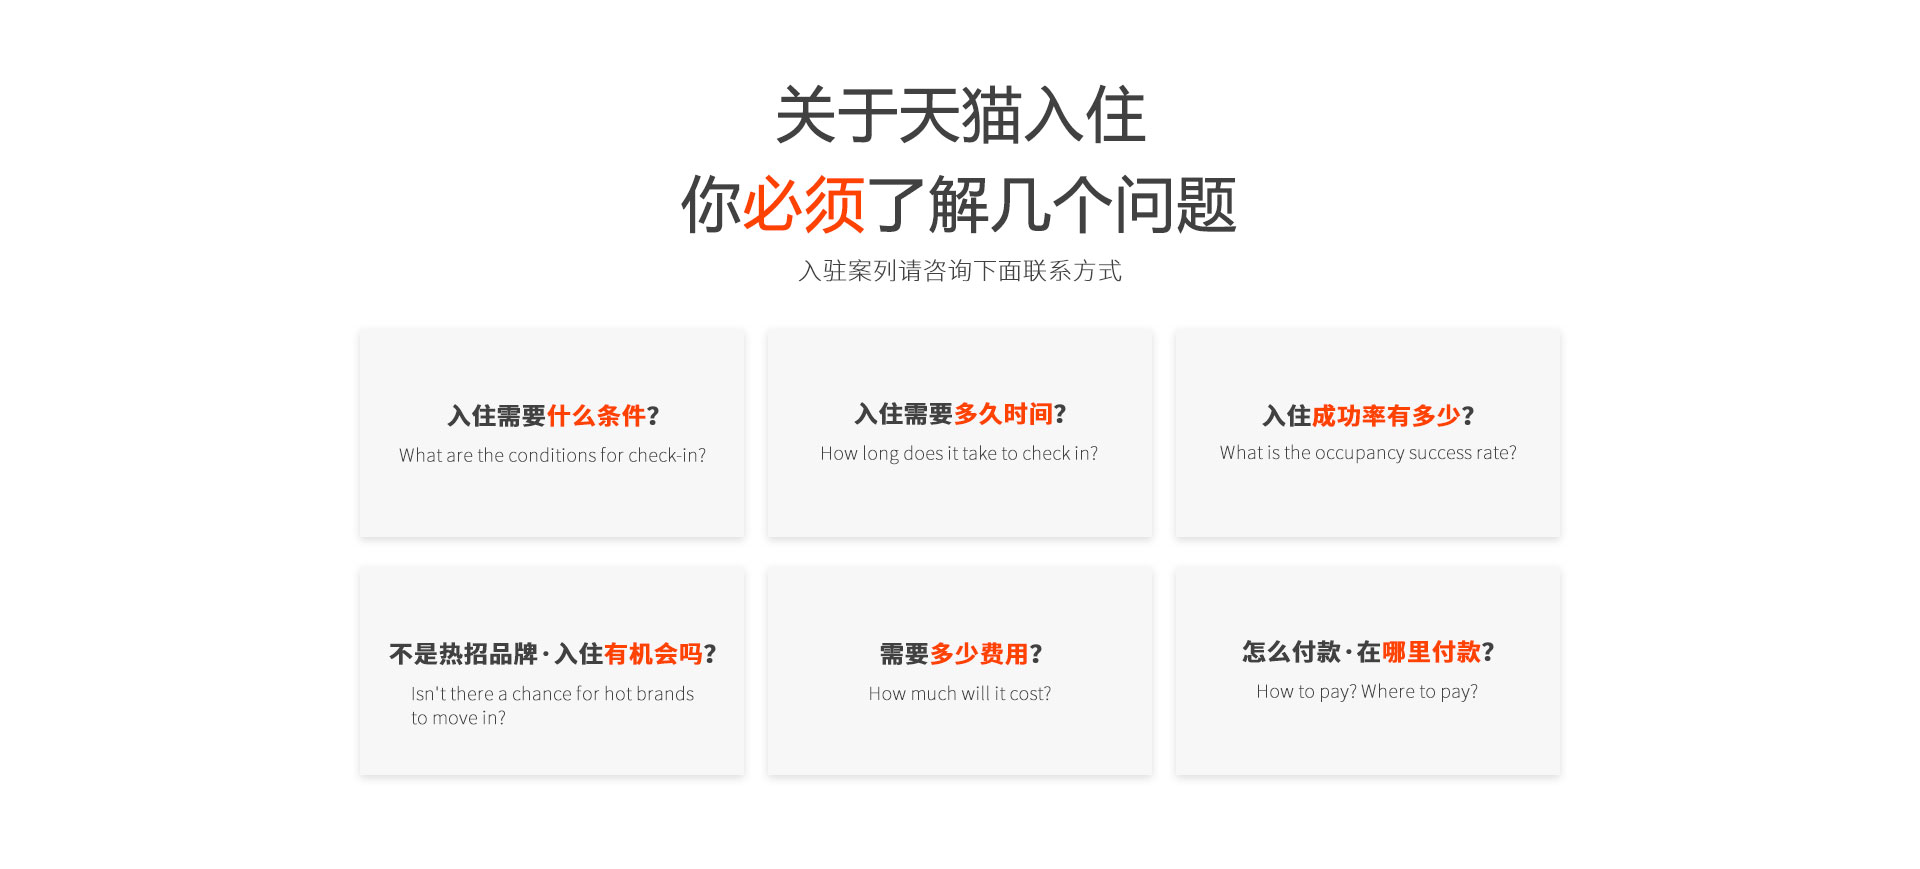 关于天猫入住
你必须了解几个问题
入驻案列请咨询下面联系方式
入住需要什么条件?
What are the conditions for check-in?
入住需要多久时间?
How long does it take to check in?
入住成功率有多少?
What is the occupancy success rate?
不是热招品牌·入住有机会吗?
Isn't there a chance for hot brands
to move in?
需要多少费用?
How much will it cost?
怎么付款·在哪里付款?
How to pay? Where to pay?